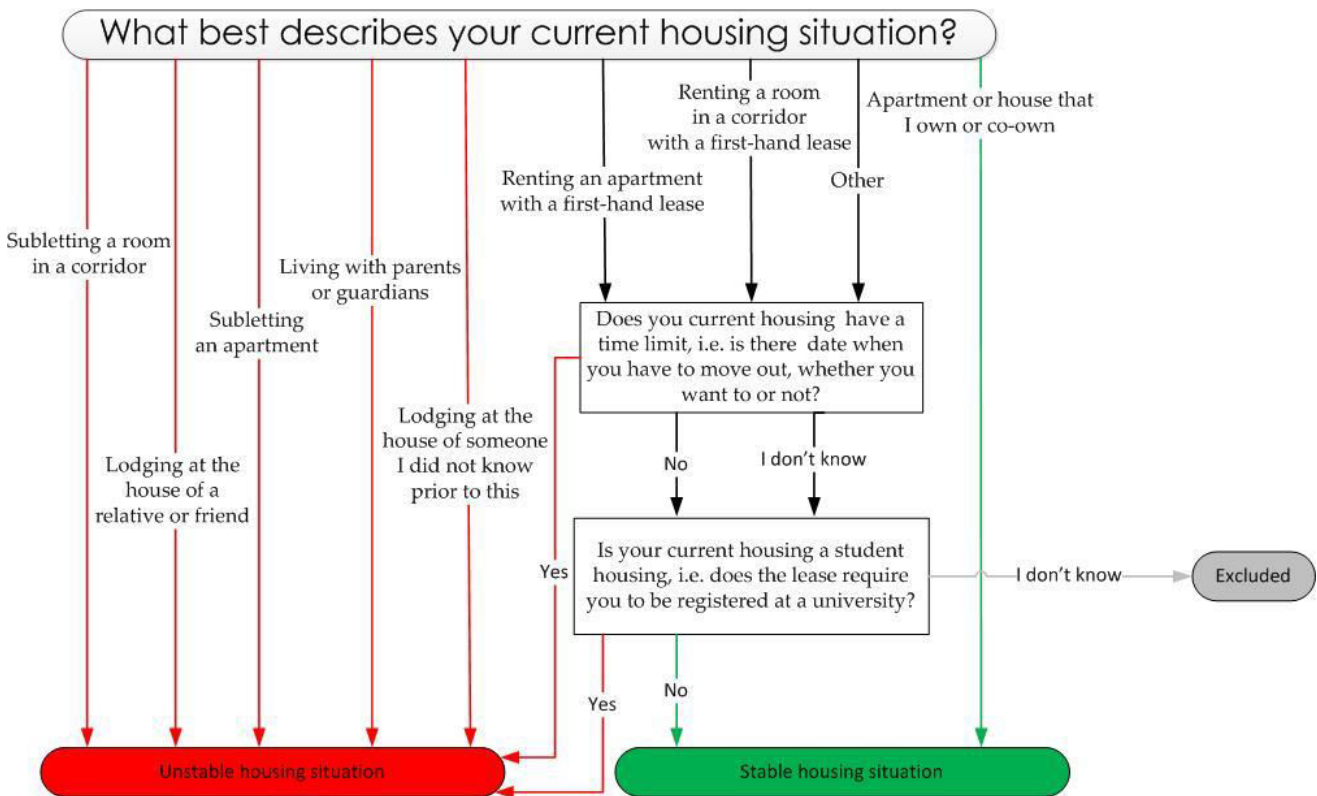 What best describes your current housing situation?
Renting a room
in a corridor
with a first-hand lease
Apartment or house that
I own or co-own
Renting an apartment
with a first-hand lease
Other
Subletting a room
in a corridor
Living with parents
or guardians
Subletting
an apartment
Does you current housing have a
time limit, i.e. is there date when
you have to move out, whether you
want to or not?
Lodging at the
house of someone
I did not know
prior to this
Lodging at the
house of a
relative or friend
No
I don't know
Is your current housing a student
housing, i.e. does the lease require
you to be registered at a university?
Yes
I don't know
Excluded
Yes
No
Unstable housing situation
Stable housing situation